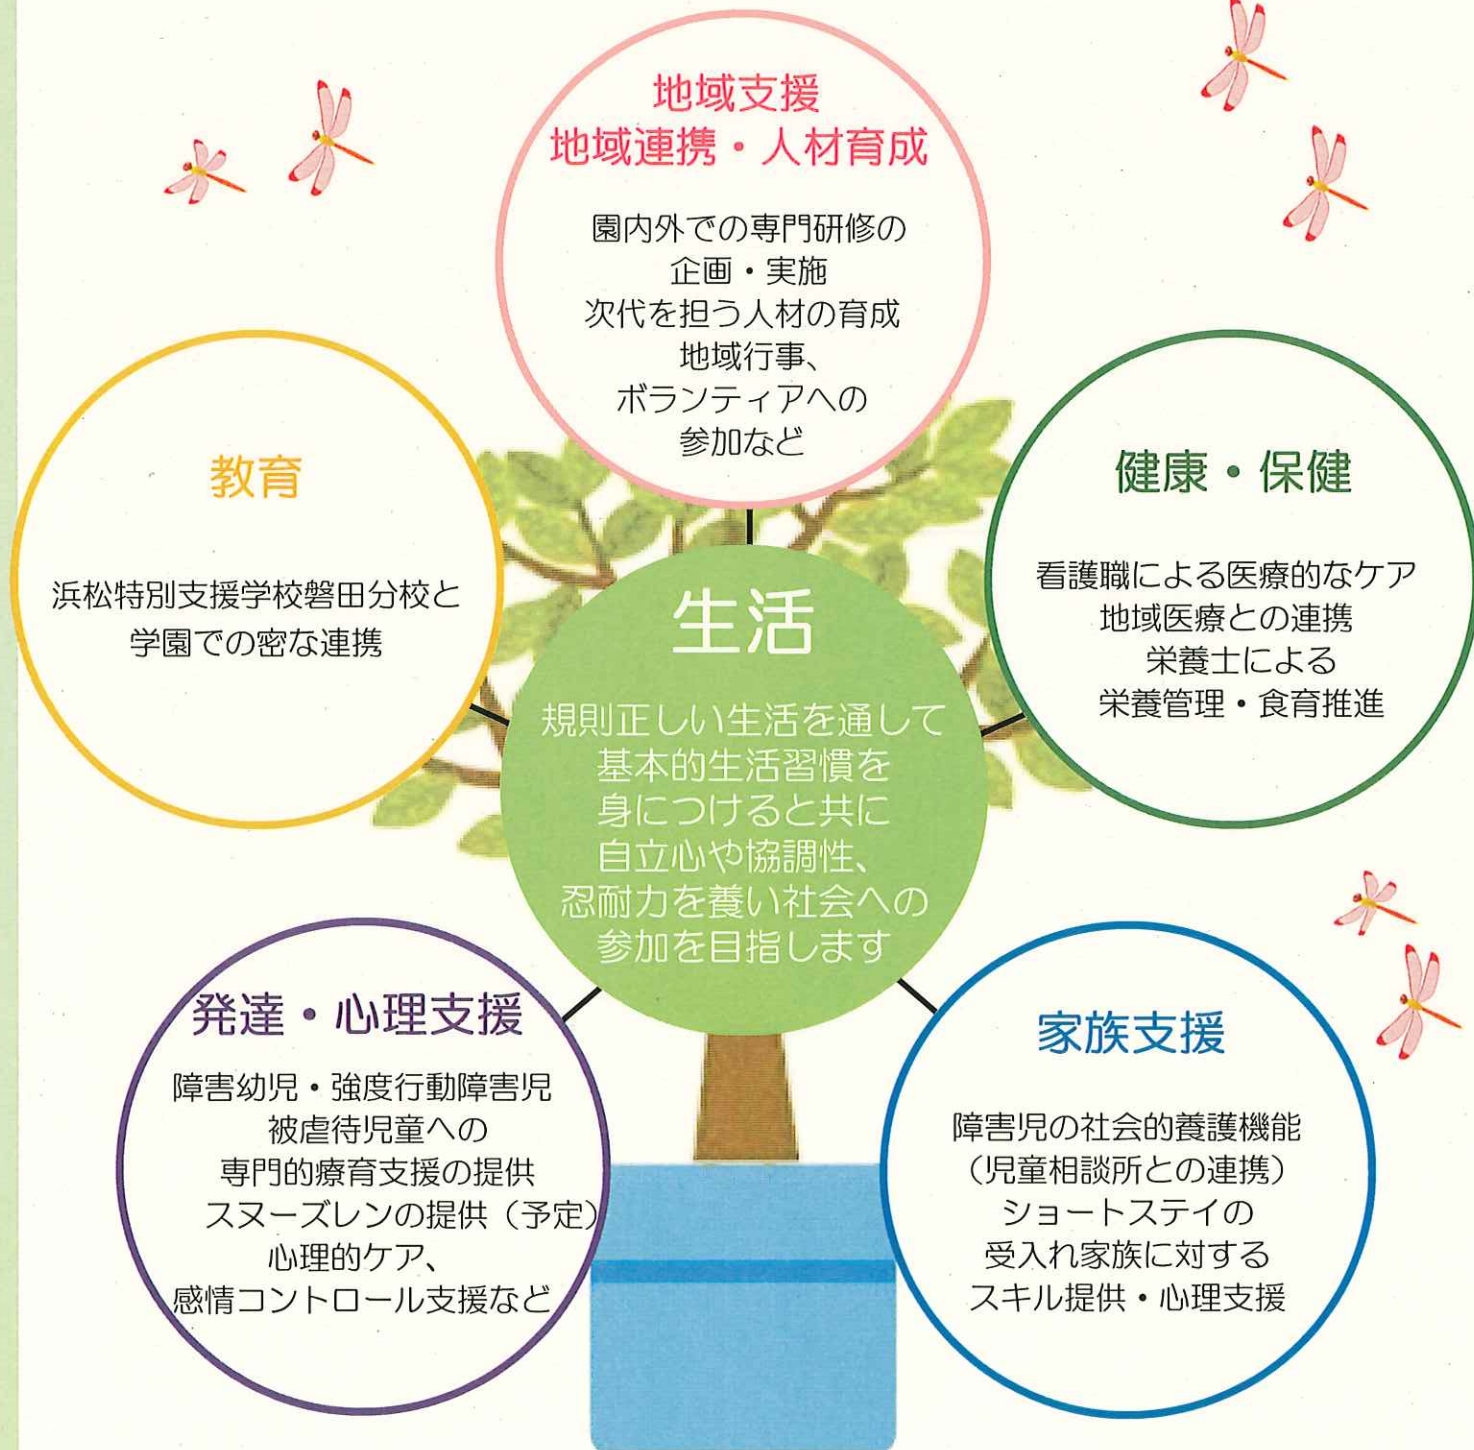 地域支援
地域連携・人材育成
園内外での専門研修の
企画・実施
次代を担う人材の育成
地域行事、
ボランティアへの
参加など
教育
浜松特別支援学校磐田分校と
学園での密な連携
健康・保健
看護職による医療的なケア
地域医療との連携
栄養士による
栄養管理・食育推進
生活
規則正しい生活を通して
基本的生活習慣を
身につけると共に
自立心や協調性、
忍耐力を養い社会への
参加を目指します
発達・心理支援
障害幼児・強度行動障害児
被虐待児童への
専門的療育支援の提供
スヌーズレンの提供（予定）
心理的ケア、
感情コントロール支援など
家族支援
障害児の社会的養護機能
（児童相談所との連携）
ショートステイの
受入れ家族に対する
スキル提供・心理支援